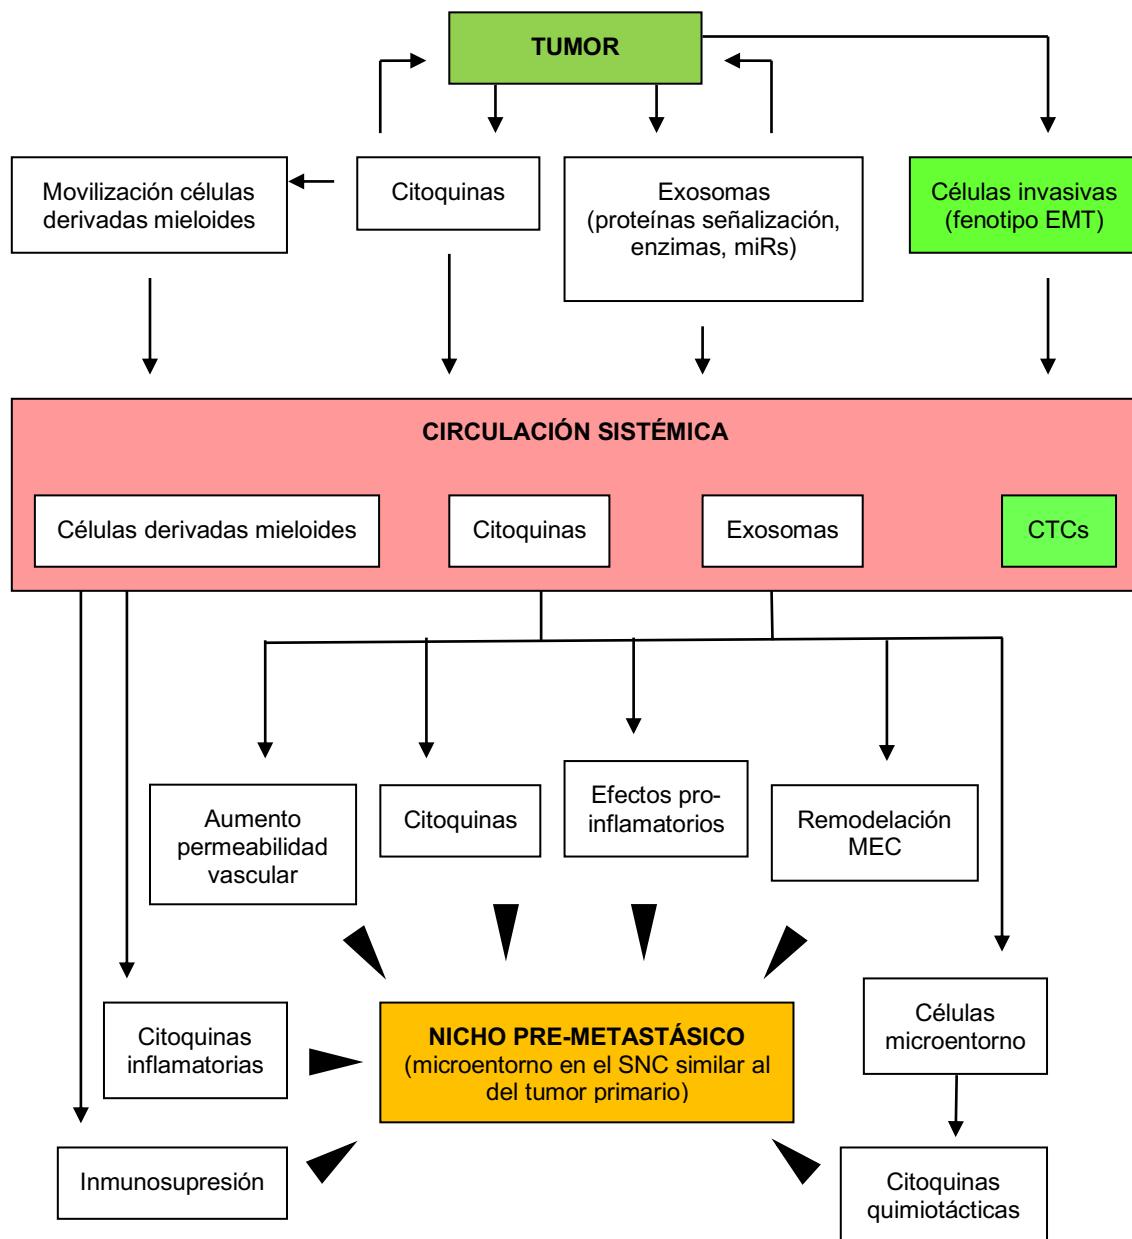 TUMOR
Movilización células
derivadas mieloides
Citoquinas
Exosomas
(proteínas señalización,
enzimas, miRs)
Células invasivas
(fenotipo EMT)
CIRCULACIÓN SISTÉMICA
Células derivadas mieloides
Citoquinas
Exosomas
CTCs
Aumento
permeabilidad
vascular
Citoquinas
Efectos pro-
inflamatorios
Remodelación
MEC
Citoquinas
inflamatorias
NICHO PRE-METASTÁSICO
(microentorno en el SNC similar al
del tumor primario)
Células
microentorno
Inmunosupresión
Citoquinas
quimiotácticas